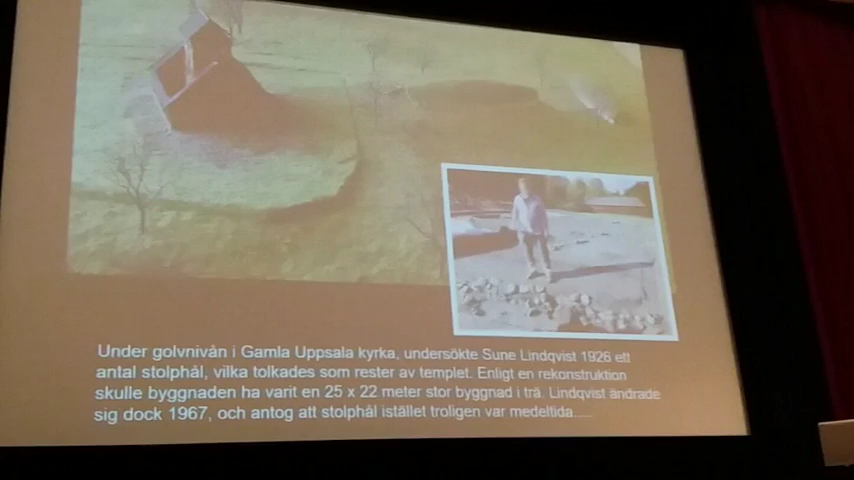 Under golvnivån i Gamla Uppsala kyrka, undersökte Sune Lindqvist 1926 ett
antal stolphål, vilka tolkades som rester av templet. Enligt en rekonstruktion
skulle byggnaden ha varit en 25 x 22 meter stor byggnad i trä. Lindqvist ändrade
sig dock 1967, och antog att stolphål istället troligen var medeltida.....